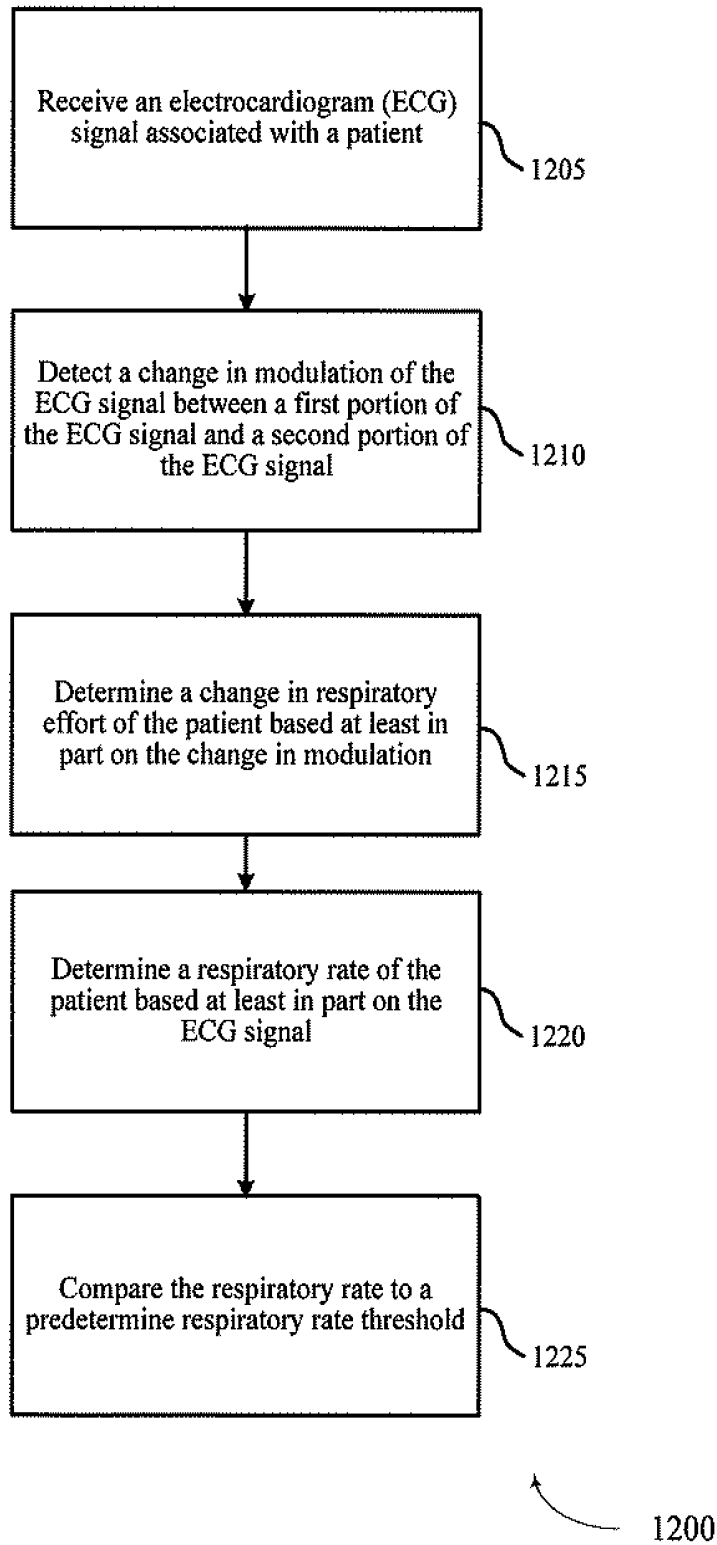 Receive an electrocardiogram (ECG)
signal associated with a patient
1205
Detect a change in modulation of the
ECG signal between a first portion of
the ECG signal and a second portion of
the ECG signal
1210
Determine a change in respiratory
effort of the patient based at least in
part on the change in modulation
1215
Determine a respiratory rate of the
patient based at least in part on the
ECG signal
1220
Compare the respiratory rate to a
predetermine respiratory rate threshold
1225
1200